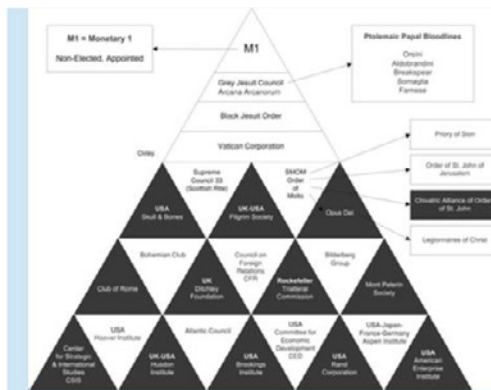 M1 = Monetary 1
Non-Elected, Appointed
M1
Ptolemaic Papal Bloodlines
Orsini
Aldobrandini
Breakspear
Somaglia
Farnese
Grey Jesuit Council
Arcana Arcanorum
Black Jesuit Order
Vatican Corporation
Priory of Sion
Order of St. John of
Jerusalem
Chivalric Alliance of Order
of St. John
Legionnaires of Christ
Supreme
Council 33
(Scottish Rite)
SMOM
Order
of
Malta
USA
Skull & Bones
UK-USA
Pilgrim Society
Opus Dei
Bohemian Club
Council on
Foreign
Relations
CFR
Bilderberg
Group
Club of Rome
UK
Ditchley
Foundation
Rockefeller
Trilateral
Commission
Mont Pelerin
Society
USA
Hoover Institute
Atlantic Council
USA
Committee for
Economic
Development
CED
USA-Japan-
France-Germany
Aspen Institute
Center
for Strategic
& International
Studies
CSIS
UK-USA
Hudson
Institute
USA
Brookings
Institute
USA
Rand
Corporation
USA
American
Enterprise
Institute